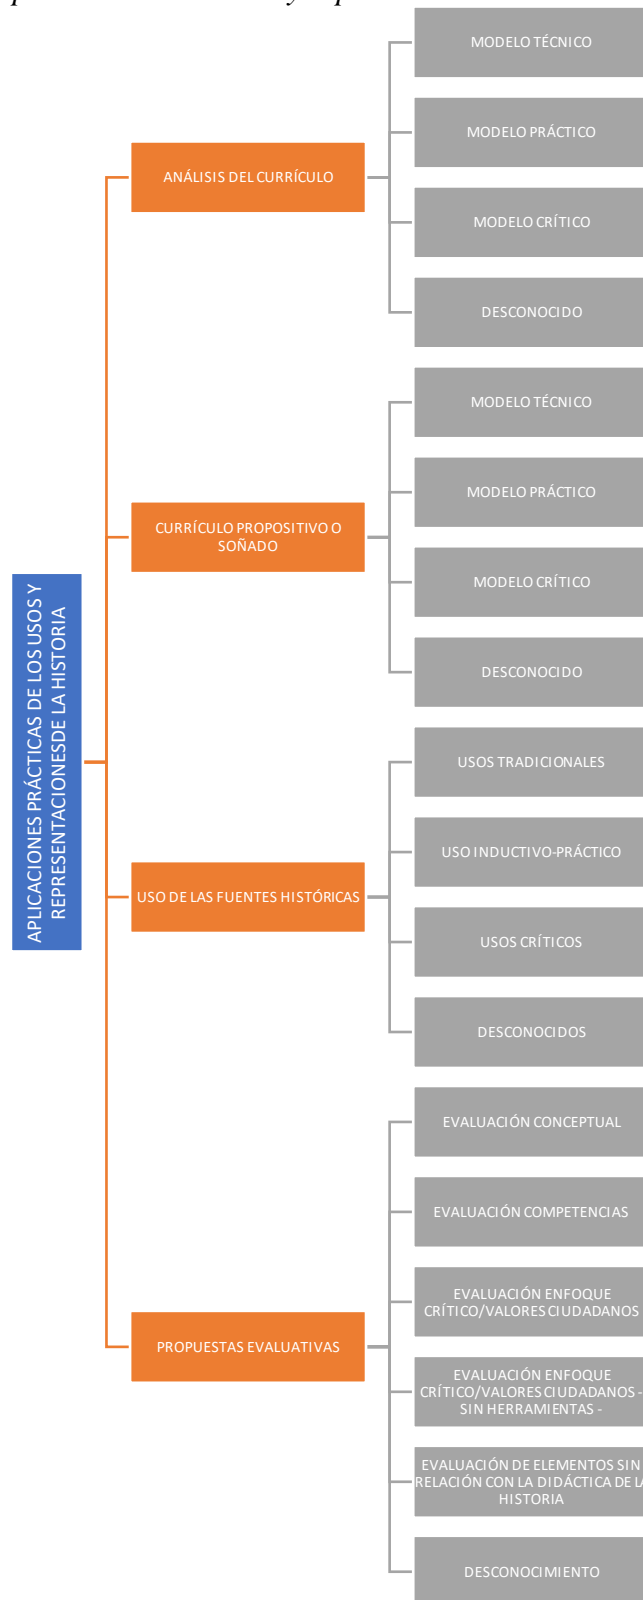 MODELO TÉCNICO
MODELO PRÁCTICO
ANÁLISIS DEL CURRÍCULO
MODELO CRÍTICO
DESCONOCIDO
MODELO TÉCNICO
MODELO PRÁCTICO
CURRÍCULO PROPOSITIVO O
SOÑADO
MODELO CRÍTICO
DESCONOCIDO
APLICACIONES PRÁCTICAS DE LOS USOS Y
REPRESENTACIONESDE LA HISTORIA
USOS TRADICIONALES
USO INDUCTIVO-PRÁCTICO
USO DE LAS FUENTES HISTÓRICAS
USOS CRÍTICOS
DESCONOCIDOS
EVALUACIÓN CONCEPTUAL
EVALUACIÓN COMPETENCIAS
EVALUACIÓN ENFOQUE
CRÍTICO/VALORES CIUDADANOS
PROPUESTAS EVALUATIVAS
EVALUACIÓN ENFOQUE
CRÍTICO/VALORES CIUDADANOS -
SIN HERRAMIENTAS -
EVALUACIÓN DE ELEMENTOS SIN
RELACIÓN CON LA DIDÁCTICA DE LA
HISTORIA
DESCONOCIMIENTO